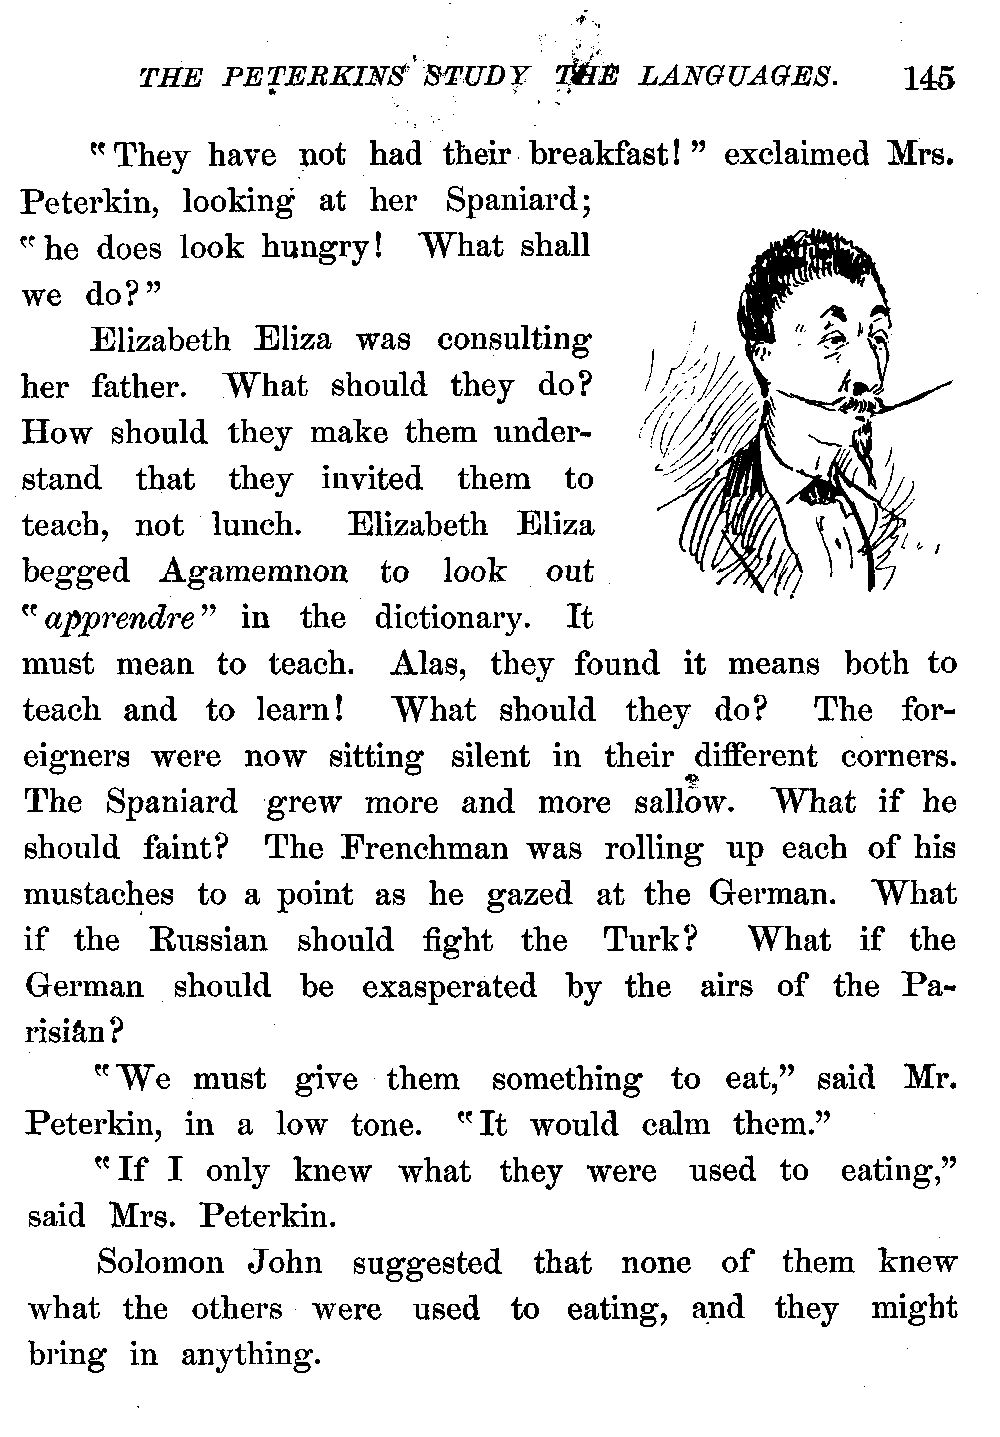 THE PETERKINS STUDY THE LANGUAGES. 145
"They have not had their breakfast!" exclaimed Mrs.
Peterkin, looking at her Spaniard;
"he does look hungry! What shall
we do?"
Elizabeth Eliza was consulting
her father. What should they do?
How should they make them under-
stand that they invited them to
teach, not lunch. Elizabeth Eliza
begged Agamemnon to look out
"apprendre" in the dictionary. It
must mean to teach. Alas, they found it means both to
teach and to learn! What should they do? The for-
eigners were now sitting silent in their different corners.
The Spaniard grew more and more sallow. What if he
should faint? The Frenchman was rolling up each of his
mustaches to a point as he gazed at the German. What
if the Russian should fight the Turk? What if the
German should be exasperated by the airs of the Pa-
risian?
"We must give them something to eat," said Mr.
Peterkin, in a low tone. "It would calm them."
"If I only knew what they were used to eating,"
said Mrs. Peterkin.
Solomon John suggested that none of them knew
what the others were used to eating, and they might
bring in anything.